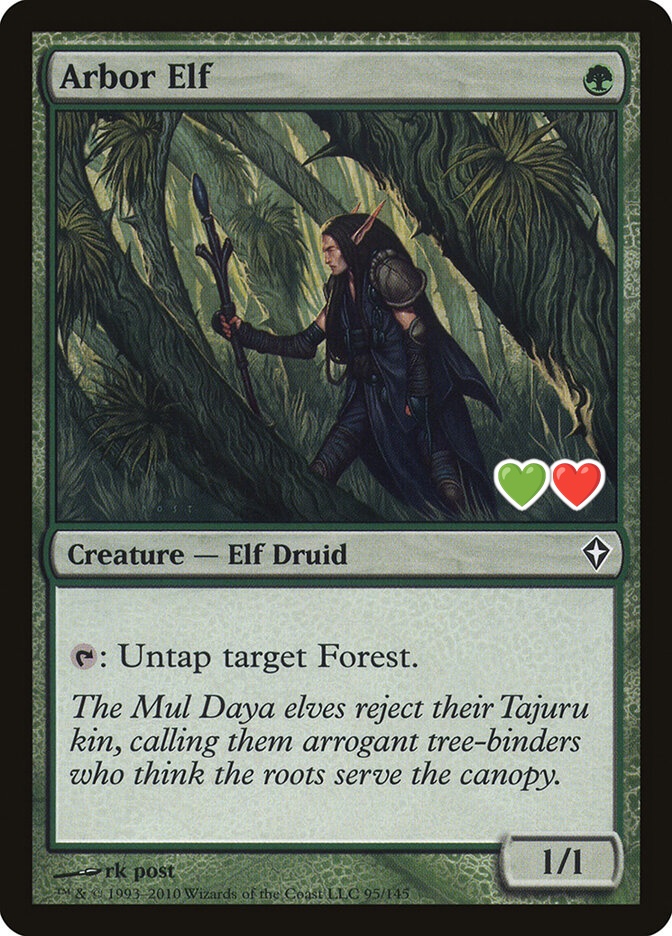 Arbor Elf
POST
Creature — Elf Druid
: Untap target Forest.
The Mul Daya elves reject their Tajuru
kin, calling them arrogant tree-binders
who think the roots serve the canopy.
1/1
rk post
™ & © 1993–2010 Wizards of the Coast LLC 95/145